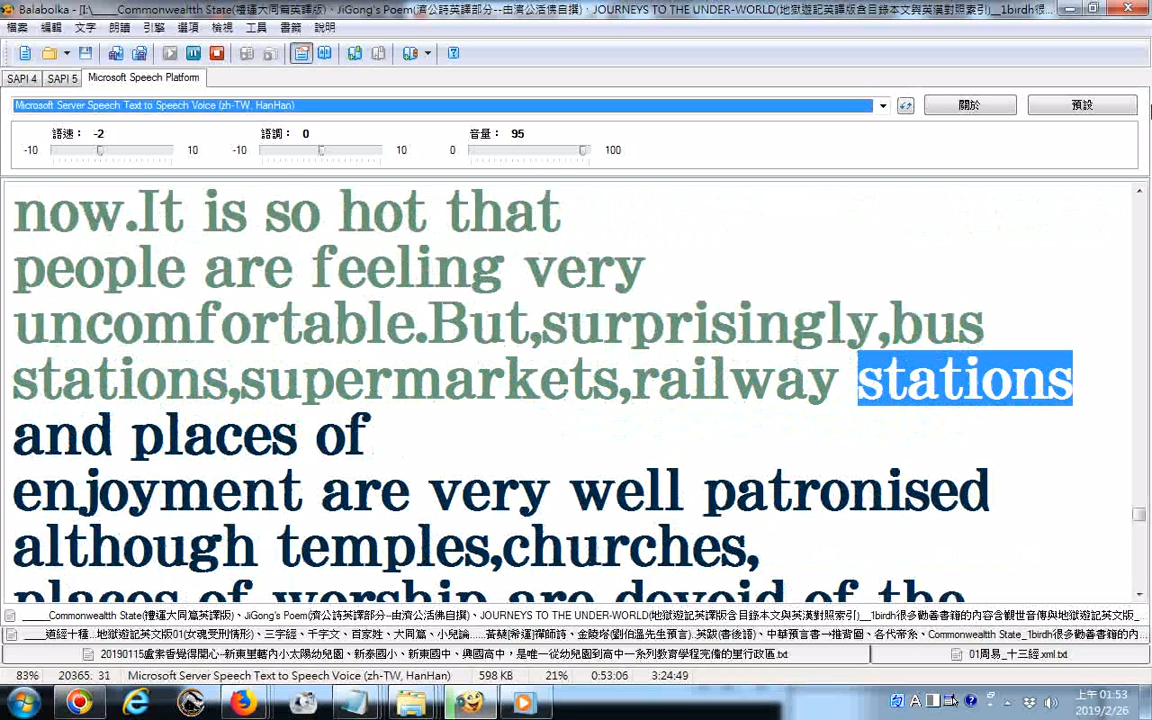 Balabolka - [I:\_____Commonwealtth State(禮運大同篇英譯版)、JiGong's Poem(濟公詩英譯部分--由濟公活佛自撰)、JOURNEYS TO THE UNDER-WORLD(地獄遊記英譯版含目錄本文與英漢對照索引)__1birdh很...
檔案 編輯 文字 朗讀 引擎 選項 檢視 工具 書籤 說明
SAPI 4 SAPI 5 Microsoft Speech Platform
Microsoft Server Speech Text to Speech Voice (zh-TW, HanHan)
關於 預設
語速： -2 語調： 0 音量： 95
-10 10 -10 10 0 100
now.It is so hot that
people are feeling very
uncomfortable.But,surprisingly,bus
stations,supermarkets,railway stations
and places of
enjoyment are very well patronised
although temples,churches,
places of worship are devoid of the
_____Commonwealtth State(禮運大同篇英譯版)、JiGong's Poem(濟公詩英譯部分--由濟公活佛自撰)、JOURNEYS TO THE UNDER-WORLD(地獄遊記英譯版含目錄本文與英漢對照索引)__1birdh很多勸善書籍的內容含觀世音傳與地獄遊記英文版...
20190115盧素香覺得開心--新東里轄內小太陽幼兒園、新泰國小、新東國中、興國高中，是唯一從幼兒園到高中一系列教育學程完備的里行政區.txt 01周易_十三經.xml.txt
83% 20365: 31 Microsoft Server Speech Text to Speech Voice (zh-TW, HanHan) 598 KB 21% 0:53:06 3:24:49
上午 01:53
2019/2/26